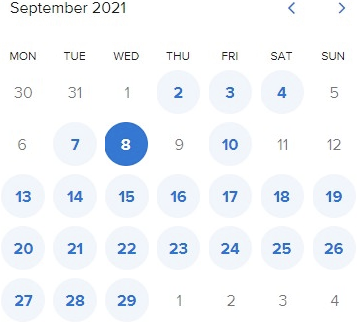 September 2021
MON TUE WED THU FRI SAT SUN
30 31 1 2 3 4 5
6 7 8 9 10 11 12
13 14 15 16 17 18 19
20 21 22 23 24 25 26
27 28 29 1 2 3 4